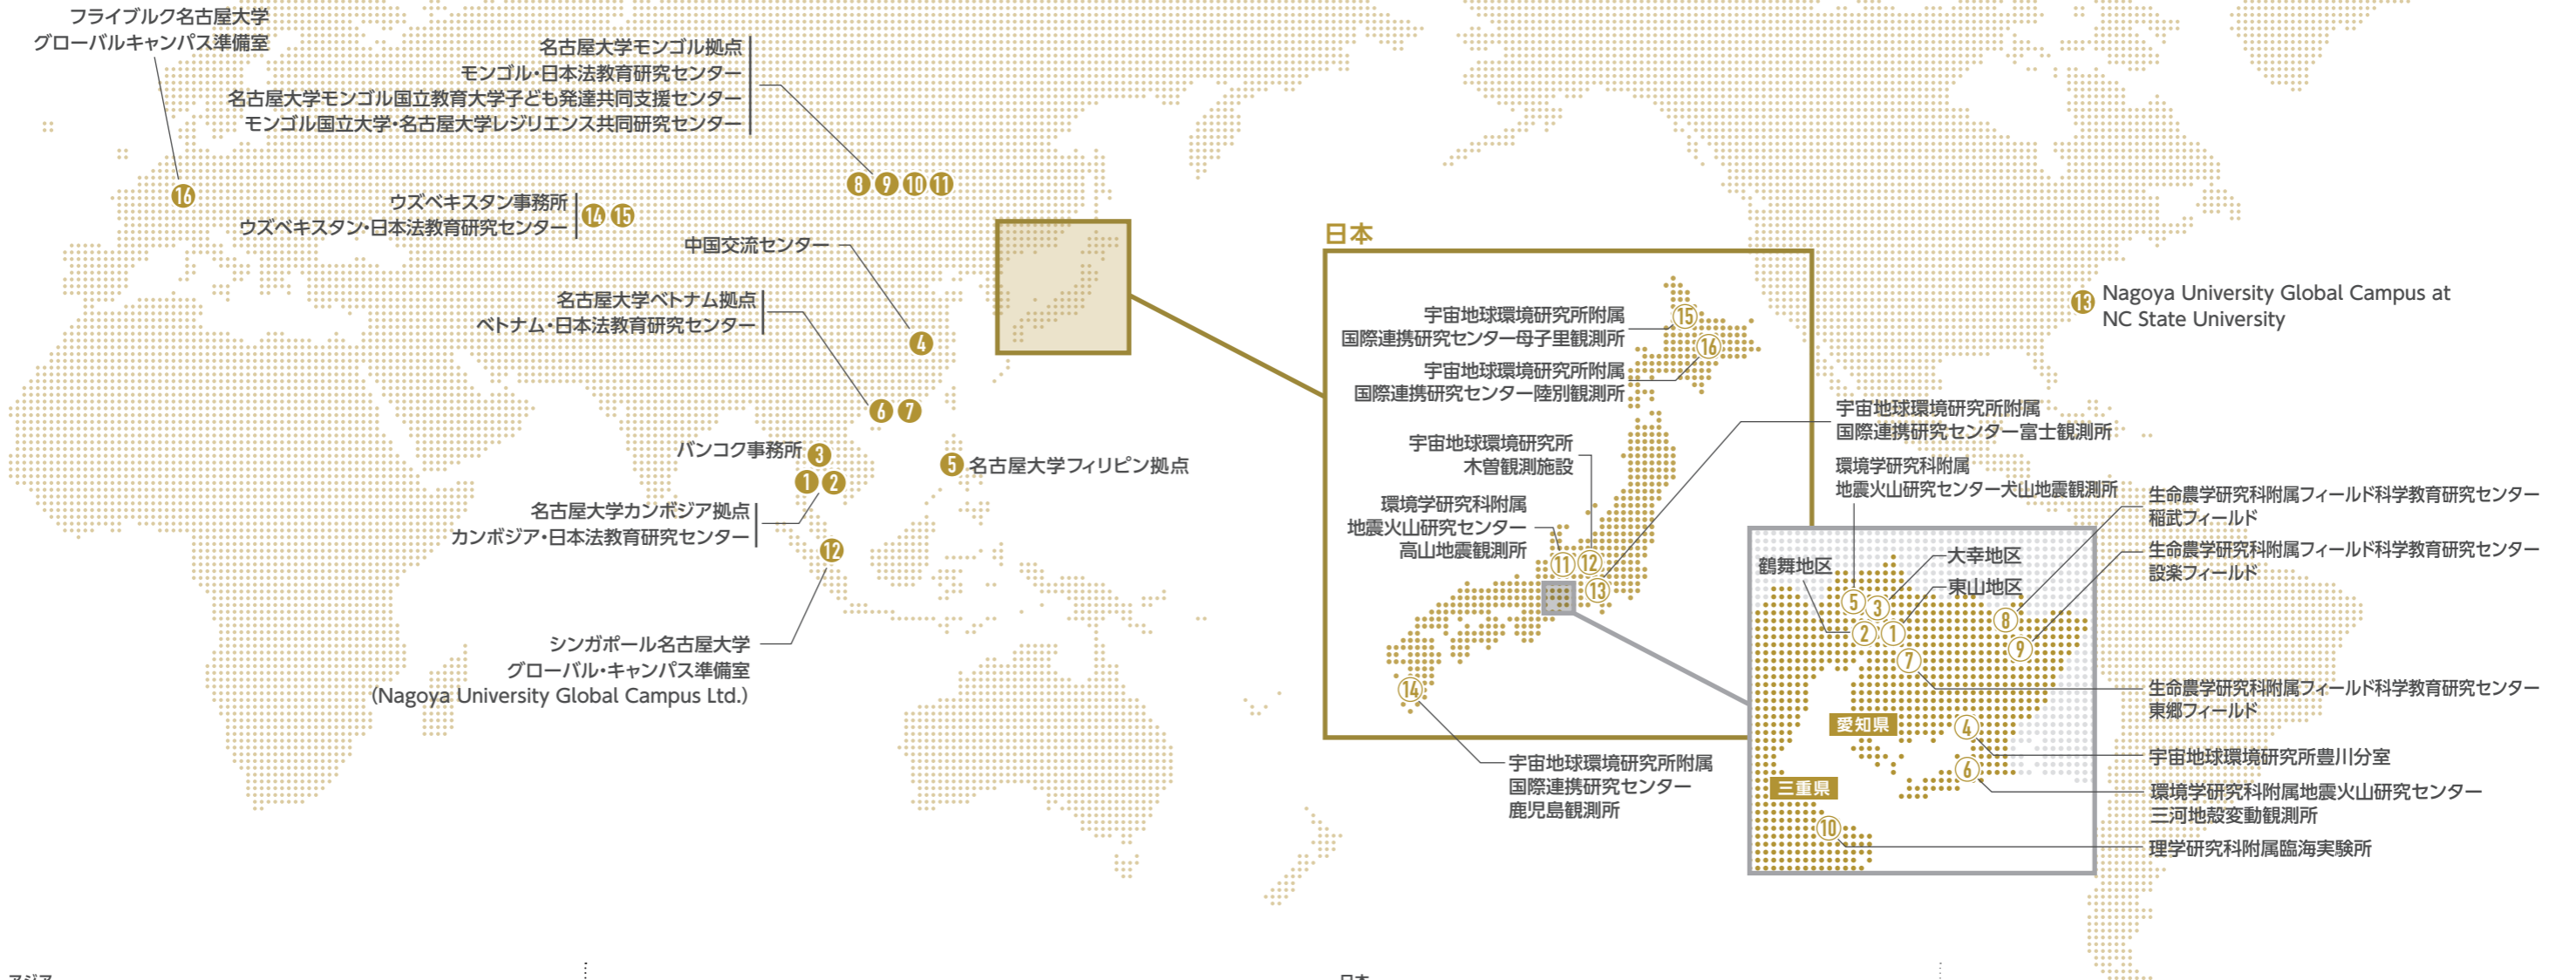 フライブルク名古屋大学
グローバルキャンパス準備室
16
名古屋大学モンゴル拠点
モンゴル・日本法教育研究センター
名古屋大学モンゴル国立教育大学子ども発達共同支援センター
モンゴル国立大学・名古屋大学レジリエンス共同研究センター
8 9 10 11
ウズベキスタン事務所
ウズベキスタン・日本法教育研究センター
14 15
中国交流センター
4
名古屋大学ベトナム拠点
ベトナム・日本法教育研究センター
6 7
バンコク事務所 3
1 2
5 名古屋大学フィリピン拠点
名古屋大学カンボジア拠点
カンボジア・日本法教育研究センター
12
シンガポール名古屋大学
グローバル・キャンパス準備室
(Nagoya University Global Campus Ltd.)
13 Nagoya University Global Campus at
NC State University
日本
宇宙地球環境研究所附属
国際連携研究センター母子里観測所
15
宇宙地球環境研究所附属
国際連携研究センター陸別観測所
16
宇宙地球環境研究所附属
国際連携研究センター富士観測所
宇宙地球環境研究所
木曽観測施設
環境学研究科附属
地震火山研究センター
高山地震観測所
11 12
13
14
宇宙地球環境研究所附属
国際連携研究センター
鹿児島観測所
環境学研究科附属
地震火山研究センター犬山地震観測所
生命農学研究科附属フィールド科学教育研究センター
稲武フィールド
生命農学研究科附属フィールド科学教育研究センター
設楽フィールド
鶴舞地区
大幸地区
東山地区
5 3
2 1
8
9
7
生命農学研究科附属フィールド科学教育研究センター
東郷フィールド
愛知県
4
宇宙地球環境研究所豊川分室
6
環境学研究科附属地震火山研究センター
三河地殻変動観測所
三重県
10
理学研究科附属臨海実験所
アジア
日本